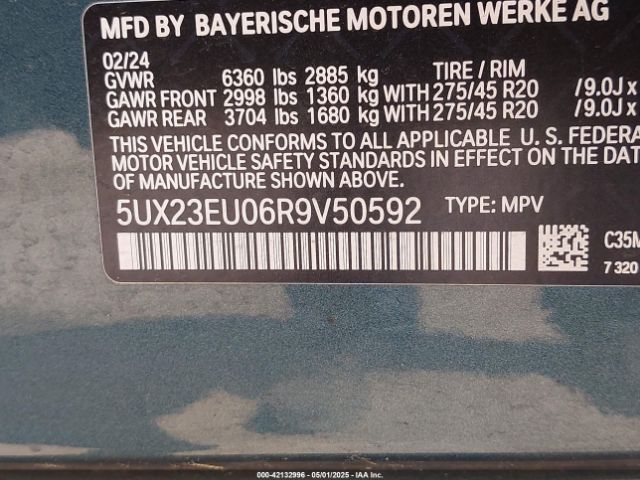 MFD BY BAYERISCHE MOTOREN WERKE AG
02/24
GVWR 6360 lbs 2885 kg TIRE / RIM
GAWR FRONT 2998 lbs 1360 kg WITH 275/45 R20 /9.0J x
GAWR REAR 3704 lbs 1680 kg WITH 275/45 R20 /9.0J x
THIS VEHICLE CONFORMS TO ALL APPLICABLE U. S. FEDERA
MOTOR VEHICLE SAFETY STANDARDS IN EFFECT ON THE DAT
MANUFACTURE SHOWN ABOVE.
5UX23EU06R9V50592 TYPE: MPV
C35M
7 320
000-42132996 - 05/01/2025 - IAAI.COM